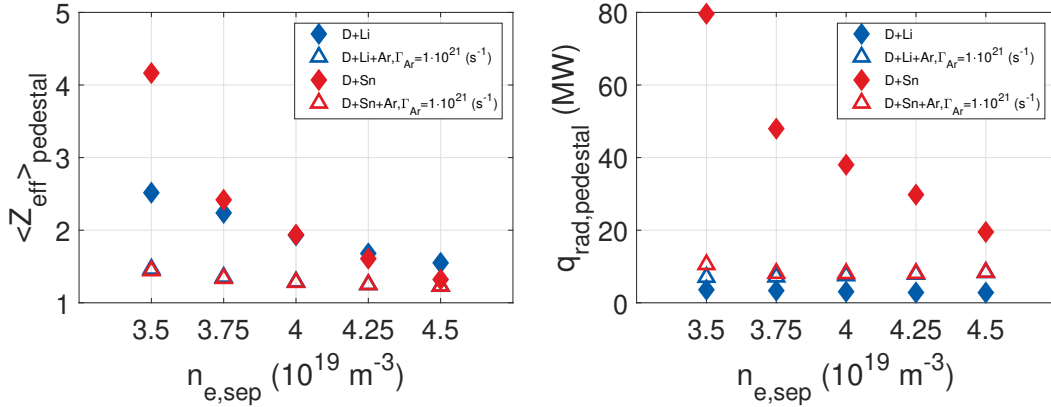 5
4
3
2
1
<Z_eff>_pedestal
3.5 3.75 4 4.25 4.5
n_e,sep (10^19 m^-3)
D+Li
D+Li+Ar,Γ_Ar=1·10^21 (s^-1)
D+Sn
D+Sn+Ar,Γ_Ar=1·10^21 (s^-1)
80
60
40
20
0
q_rad,pedestal (MW)
3.5 3.75 4 4.25 4.5
n_e,sep (10^19 m^-3)
D+Li
D+Li+Ar,Γ_Ar=1·10^21 (s^-1)
D+Sn
D+Sn+Ar,Γ_Ar=1·10^21 (s^-1)